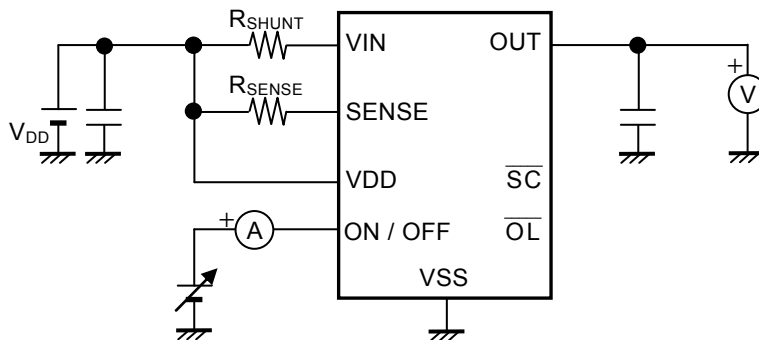 RSHUNT
VIN
OUT
+
V
RSENSE
SENSE
VDD
VDD
SC
+
A
ON / OFF
OL
VSS